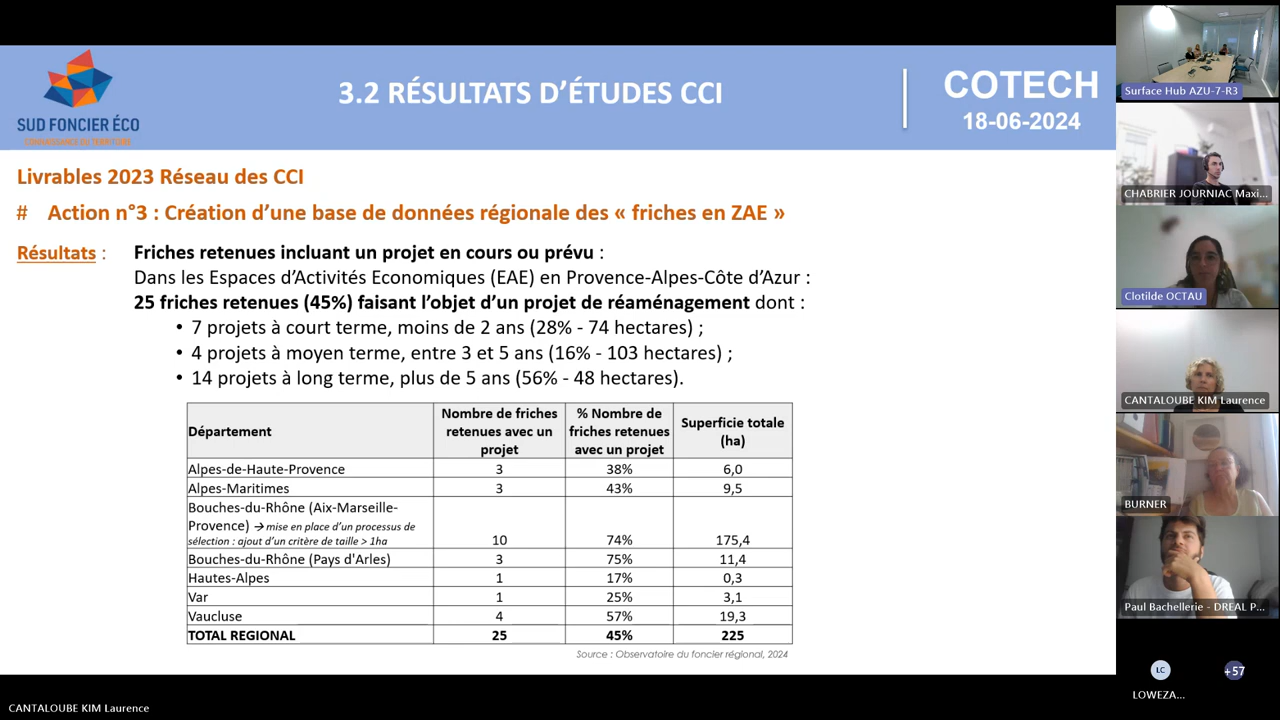 SUD FONCIER ÉCO
CONNAISSANCE DU TERRITOIRE
3.2 RÉSULTATS D'ÉTUDES CCI
COTECH
18-06-2024
Livrables 2023 Réseau des CCI
# Action n°3 : Création d'une base de données régionale des « friches en ZAE »
Résultats : Friches retenues incluant un projet en cours ou prévu :
Dans les Espaces d'Activités Economiques (EAE) en Provence-Alpes-Côte d'Azur :
25 friches retenues (45%) faisant l'objet d'un projet de réaménagement dont :
• 7 projets à court terme, moins de 2 ans (28% - 74 hectares) ;
• 4 projets à moyen terme, entre 3 et 5 ans (16% - 103 hectares) ;
• 14 projets à long terme, plus de 5 ans (56% - 48 hectares).
Département
Nombre de friches
retenues avec un
projet
% Nombre de
friches retenues
avec un projet
Superficie totale
(ha)
Alpes-de-Haute-Provence 3 38% 6,0
Alpes-Maritimes 3 43% 9,5
Bouches-du-Rhône (Aix-Marseille-
Provence) → mise en place d'un processus de
sélection : ajout d'un critère de taille > 1ha 10 74% 175,4
Bouches-du-Rhône (Pays d'Arles) 3 75% 11,4
Hautes-Alpes 1 17% 0,3
Var 1 25% 3,1
Vaucluse 4 57% 19,3
TOTAL REGIONAL 25 45% 225
Source : Observatoire du foncier régional, 2024
Surface Hub AZU-7-R3
CHABRIER JOURNIAC Maxi...
Clotilde OCTAU
CANTALOUBE KIM Laurence
BURNER
Paul Bachellerie - DREAL P...
LC
+57
LOWEZA...
CANTALOUBE KIM Laurence